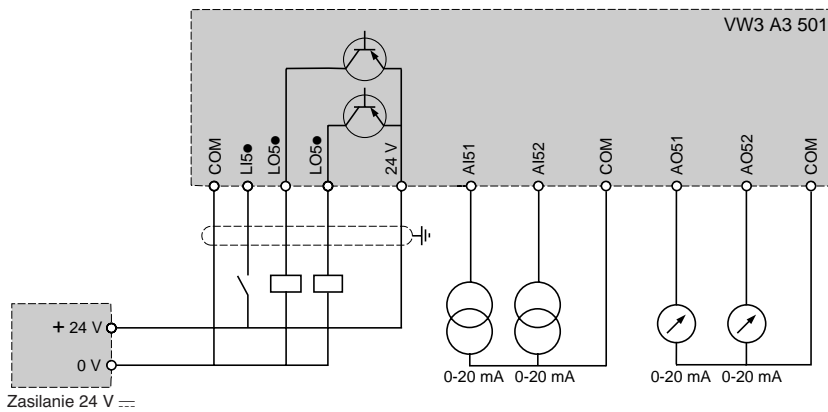 VW3 A3 501
COM
LI5●
LO5●
LO5●
24 V
AI51
AI52
COM
AO51
AO52
COM
+ 24 V
0 V
0-20 mA
0-20 mA
0-20 mA
0-20 mA
Zasilanie 24 V ⎓